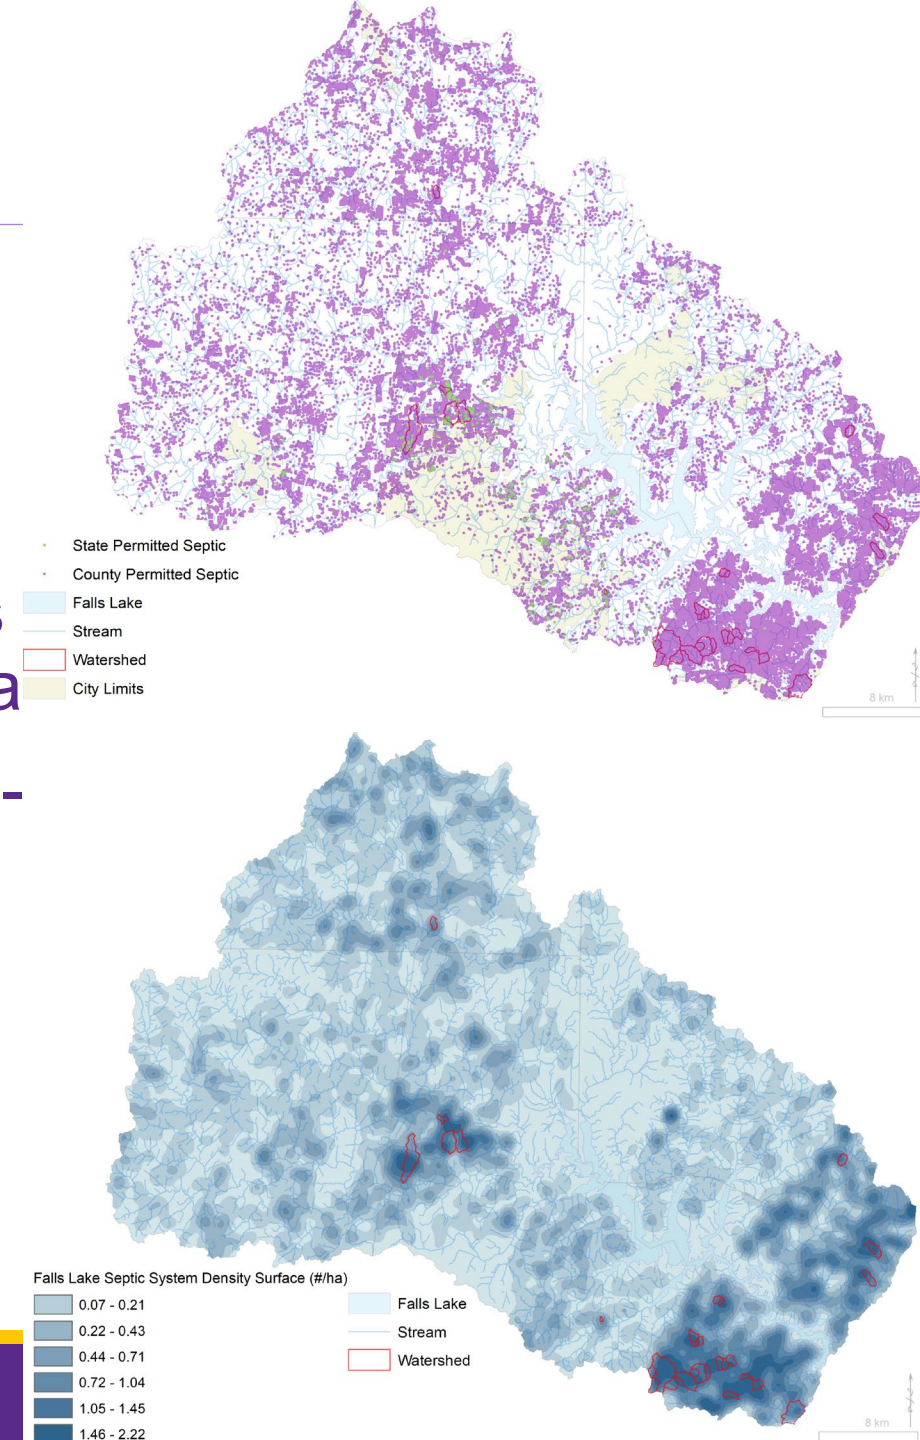 State Permitted Septic
County Permitted Septic
Falls Lake
Stream
Watershed
City Limits
8 km
s
a
-
Falls Lake Septic System Density Surface (#/ha)
0.07 - 0.21
0.22 - 0.43
0.44 - 0.71
0.72 - 1.04
1.05 - 1.45
1.46 - 2.22
Falls Lake
Stream
Watershed
8 km